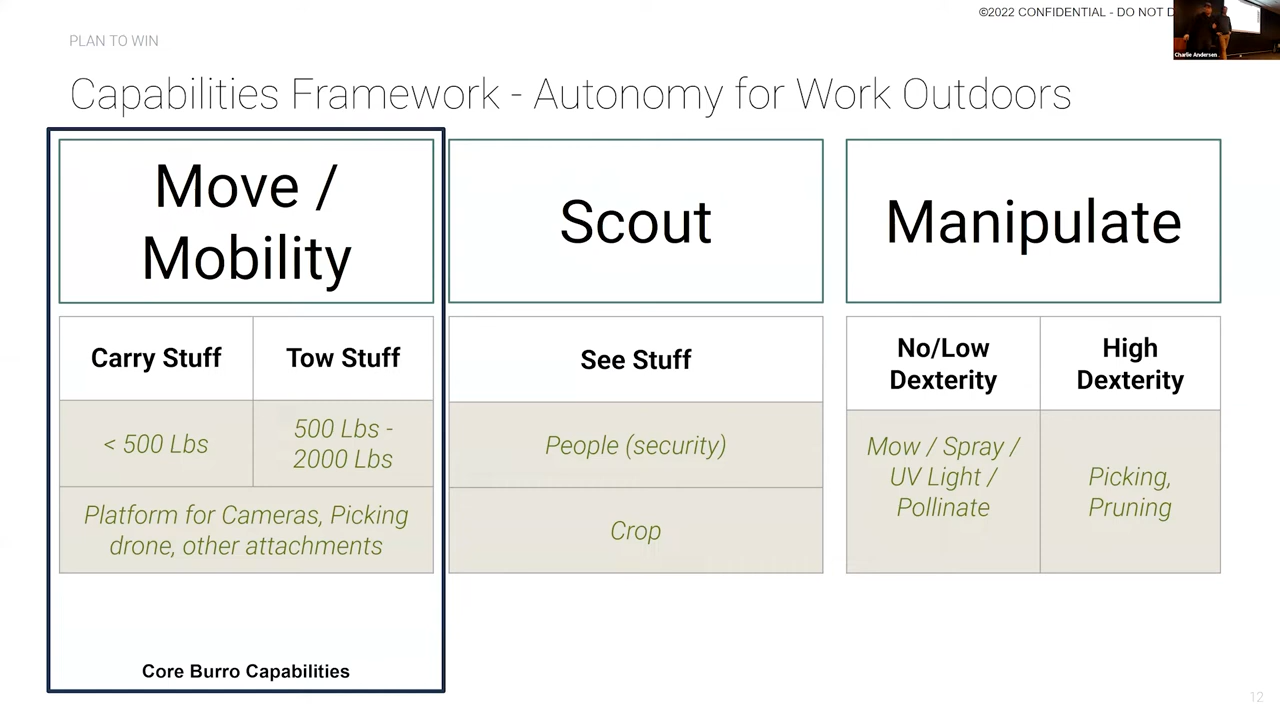 ©2022 CONFIDENTIAL - DO NOT
PLAN TO WIN
Capabilities Framework - Autonomy for Work Outdoors
Move /
Mobility
Scout
Manipulate
Carry Stuff
Tow Stuff
See Stuff
No/Low
Dexterity
High
Dexterity
< 500 Lbs
500 Lbs -
2000 Lbs
People (security)
Mow / Spray /
UV Light /
Pollinate
Picking,
Pruning
Platform for Cameras, Picking
drone, other attachments
Crop
Core Burro Capabilities
12
Charlie Andersen